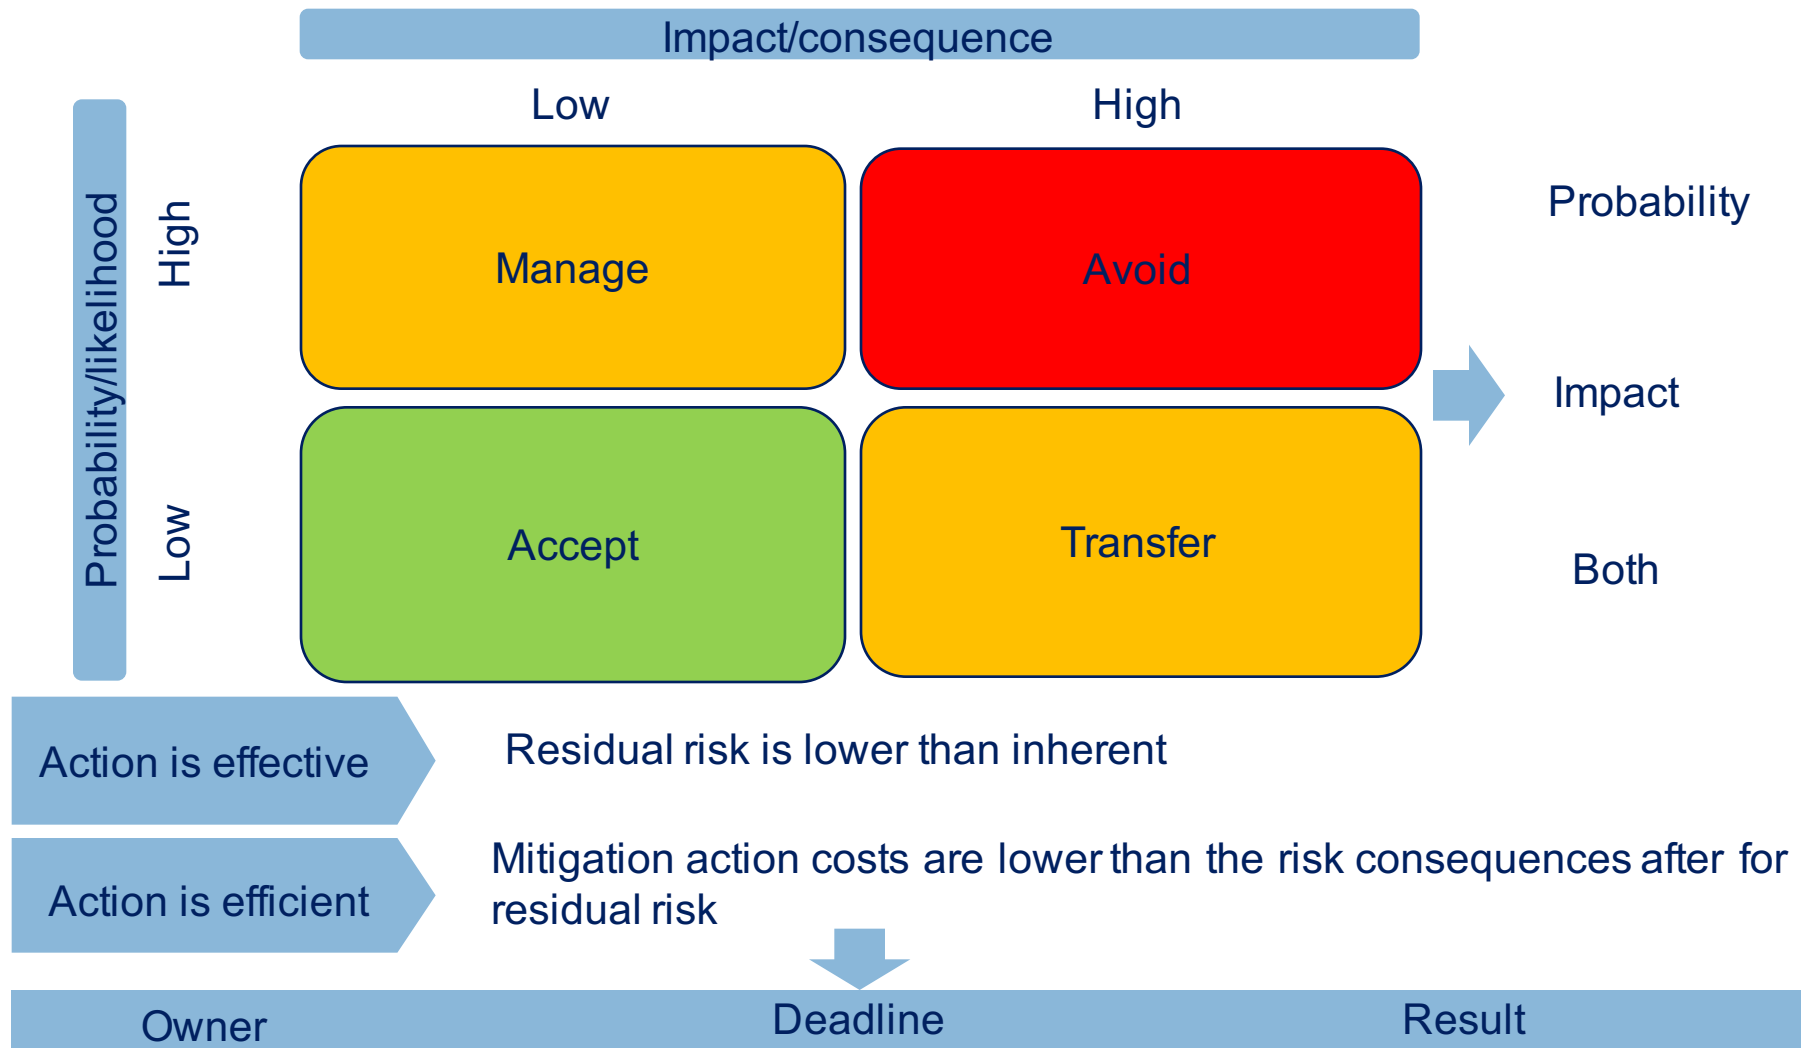 Impact/consequence
Low
High
Probability/likelihood
High
Low
Manage
Avoid
Accept
Transfer
Probability
Impact
Both
Action is effective
Residual risk is lower than inherent
Action is efficient
Mitigation action costs are lower than the risk consequences after for
residual risk
Owner
Deadline
Result